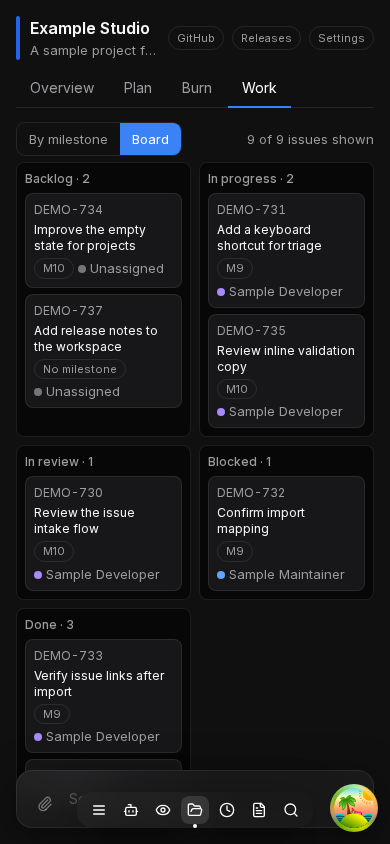 Example Studio
A sample project f...
GitHub
Releases
Settings
Overview
Plan
Burn
Work
By milestone
Board
9 of 9 issues shown
Backlog · 2
DEMO-734
Improve the empty
state for projects
M10
Unassigned
DEMO-737
Add release notes to
the workspace
No milestone
Unassigned
In progress · 2
DEMO-731
Add a keyboard
shortcut for triage
M9
Sample Developer
DEMO-735
Review inline validation
copy
M10
Sample Developer
In review · 1
DEMO-730
Review the issue
intake flow
M10
Sample Developer
Blocked · 1
DEMO-732
Confirm import
mapping
M9
Sample Maintainer
Done · 3
DEMO-733
Verify issue links after
import
M9
Sample Developer